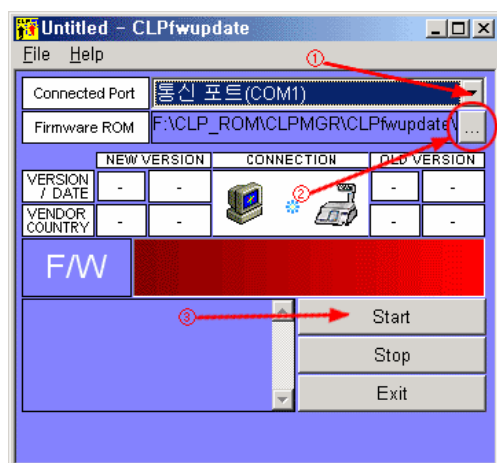 Untitled - CLPfwupdate
File Help
①
Connected Port 통신 포트(COM1)
Firmware ROM F:\CLP_ROM\CLPMGR\CLPfwupdate\ ...
NEW VERSION CONNECTION OLD VERSION
VERSION / DATE - - - -
②
VENDOR COUNTRY - - - -
F/W
③ Start
Stop
Exit